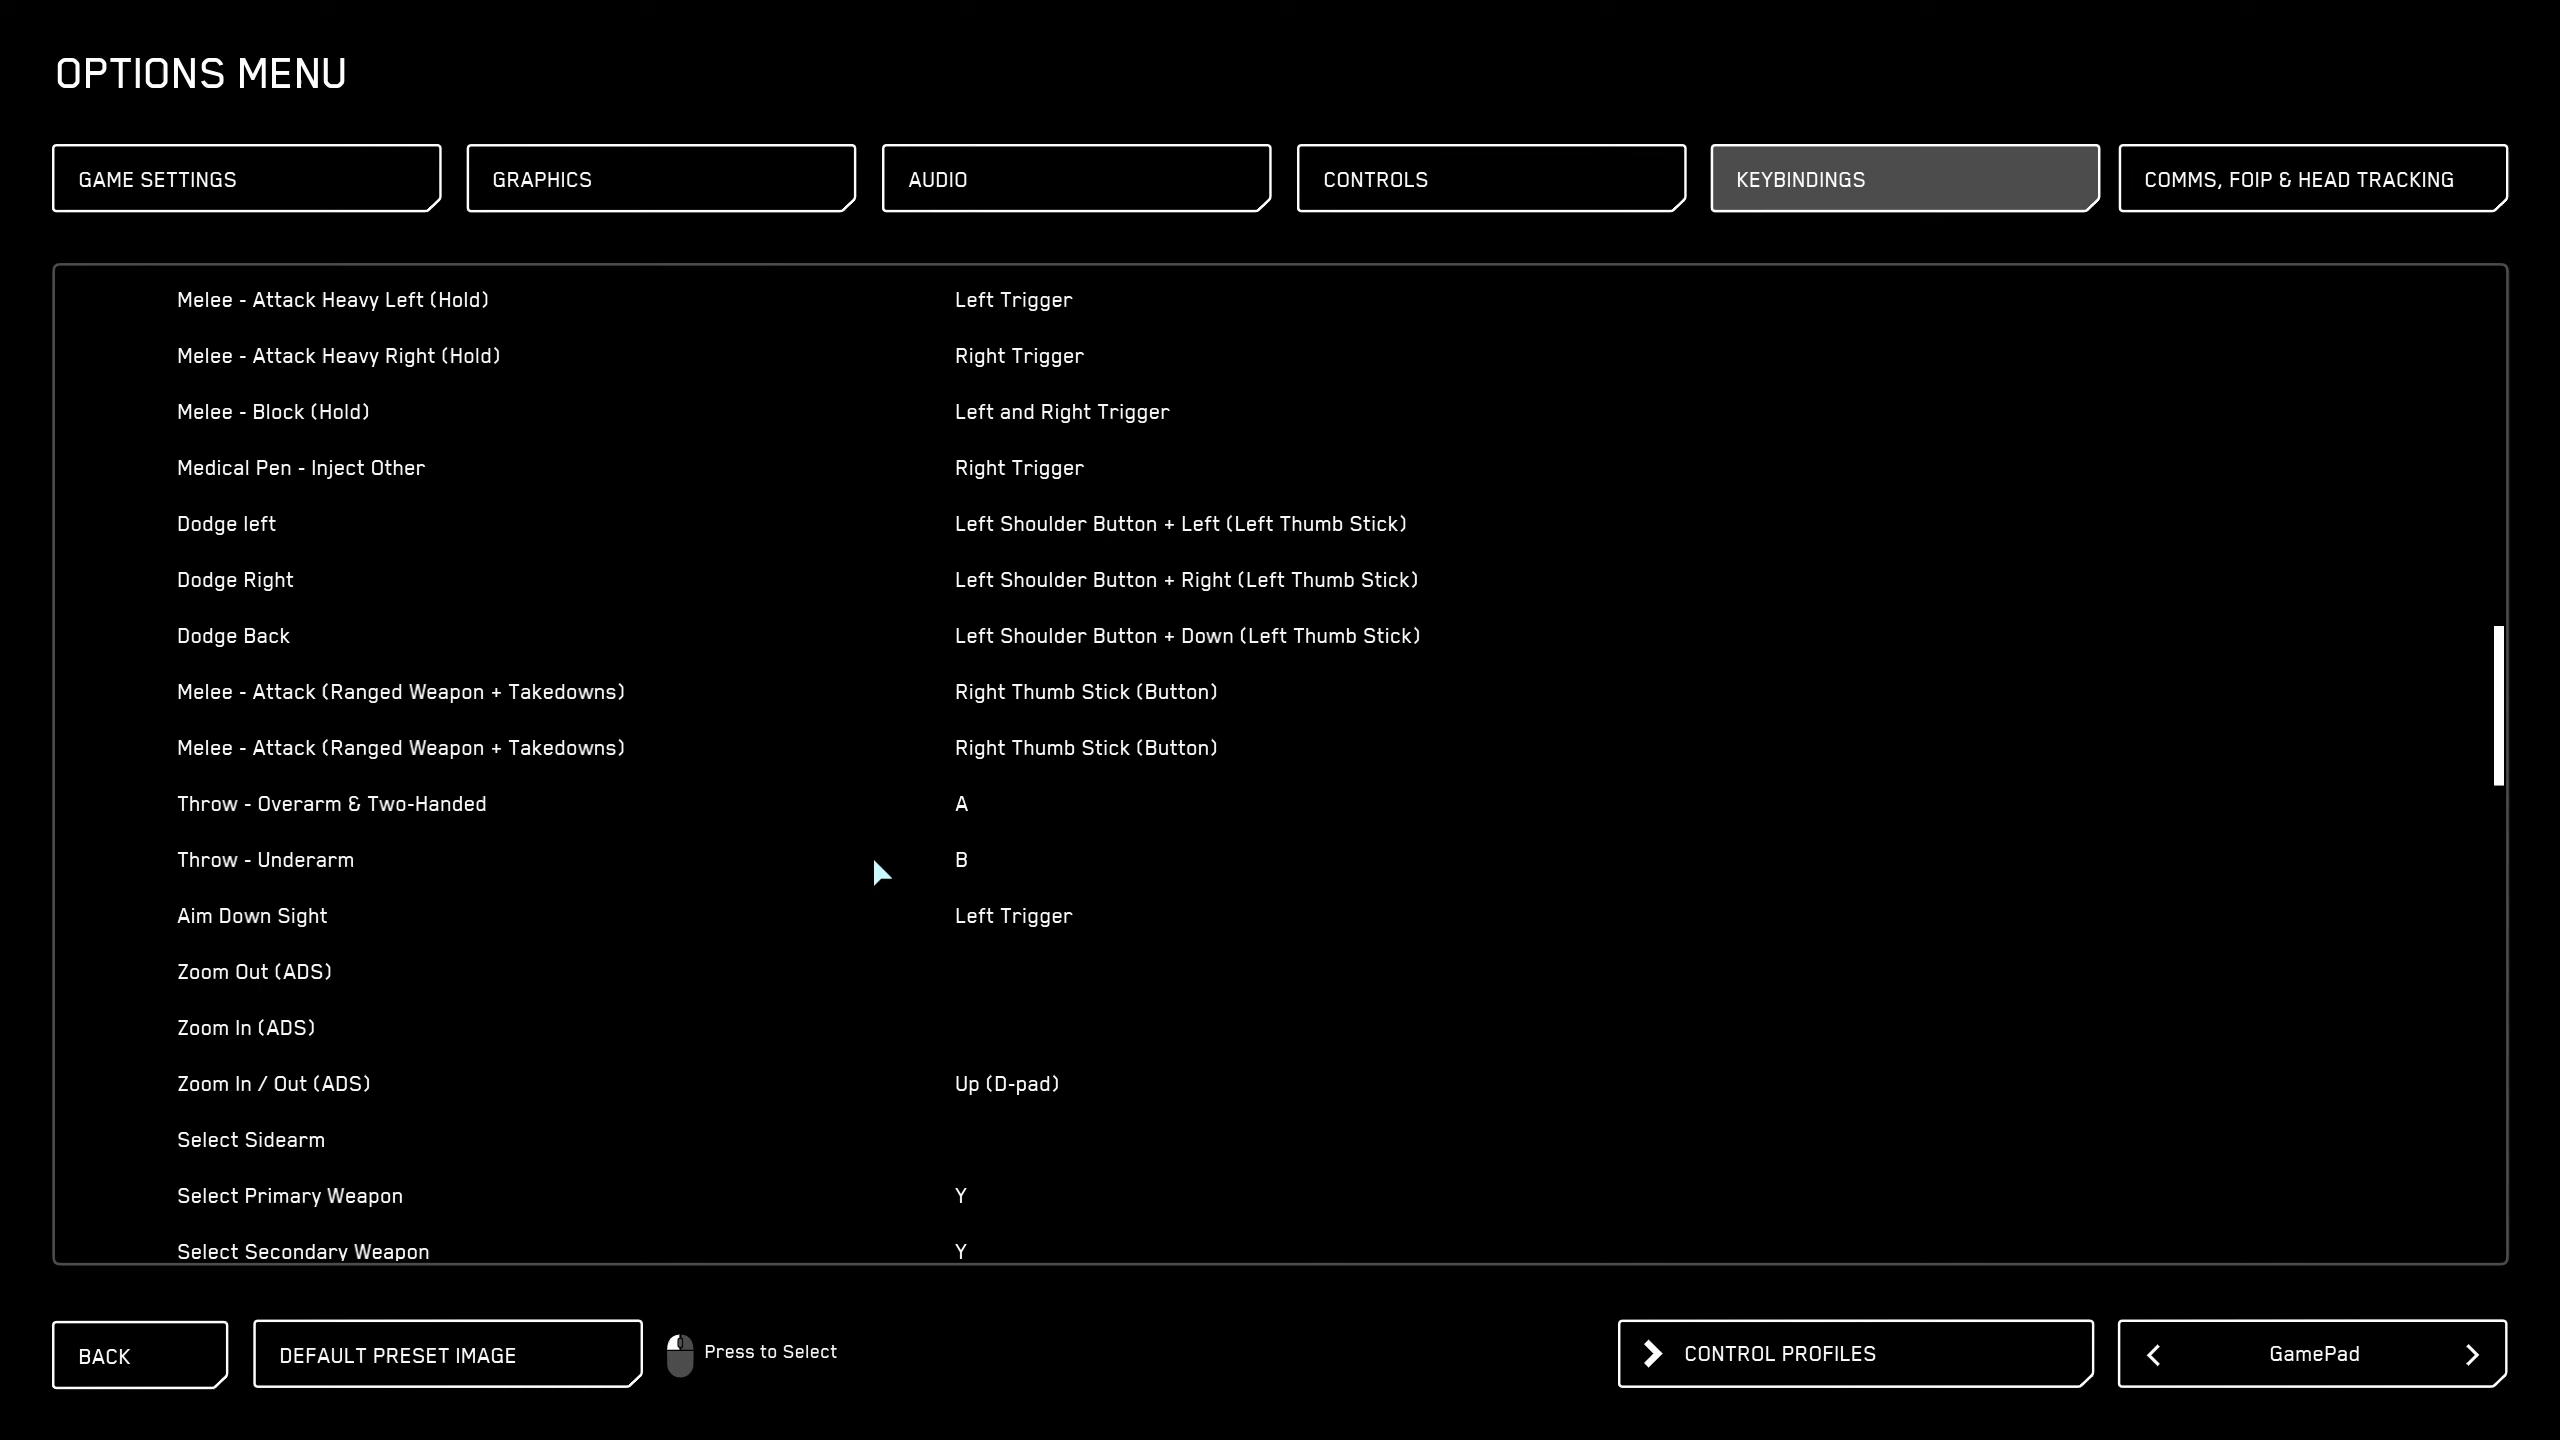 OPTIONS MENU
GAME SETTINGS GRAPHICS AUDIO CONTROLS KEYBINDINGS COMMS, FOIP & HEAD TRACKING
Melee - Attack Heavy Left (Hold) Left Trigger
Melee - Attack Heavy Right (Hold) Right Trigger
Melee - Block (Hold) Left and Right Trigger
Medical Pen - Inject Other Right Trigger
Dodge left Left Shoulder Button + Left (Left Thumb Stick)
Dodge Right Left Shoulder Button + Right (Left Thumb Stick)
Dodge Back Left Shoulder Button + Down (Left Thumb Stick)
Melee - Attack (Ranged Weapon + Takedowns) Right Thumb Stick (Button)
Melee - Attack (Ranged Weapon + Takedowns) Right Thumb Stick (Button)
Throw - Overarm & Two-Handed A
Throw - Underarm B
Aim Down Sight Left Trigger
Zoom Out (ADS)
Zoom In (ADS)
Zoom In / Out (ADS) Up (D-pad)
Select Sidearm
Select Primary Weapon Y
Select Secondary Weapon Y
BACK DEFAULT PRESET IMAGE Press to Select CONTROL PROFILES GamePad